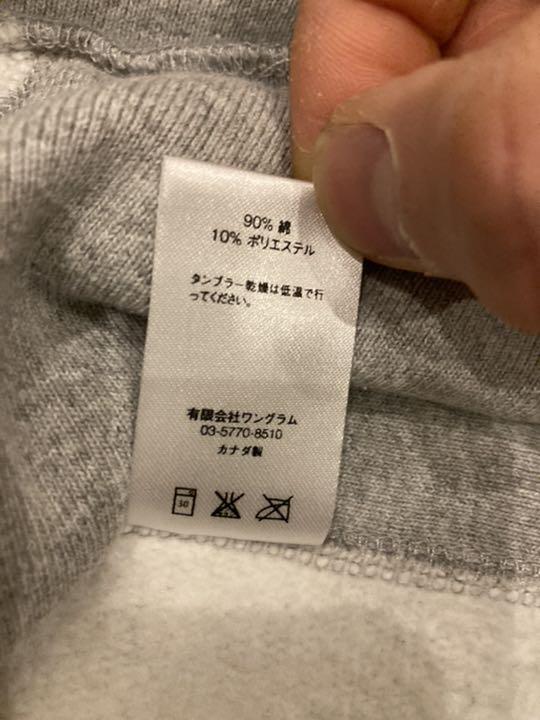 90% 綿
10% ポリエステル
タンブラー乾燥は低温で行
ってください。
有限会社ワングラム
03-5770-8510
カナダ製
30